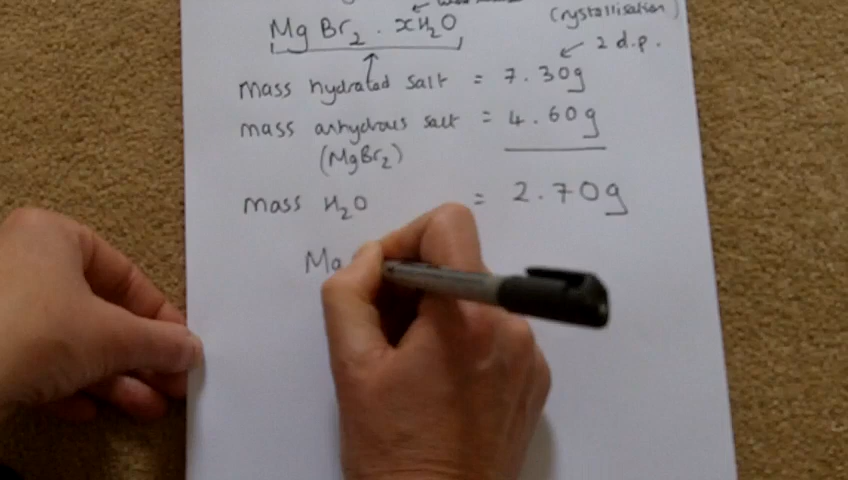 (crystallisation)
MgBr₂ . xH₂O
2 d.p.
mass hydrated salt = 7.30g
mass anhydrous salt = 4.60g
(MgBr₂)
mass H₂O = 2.70g
Mg